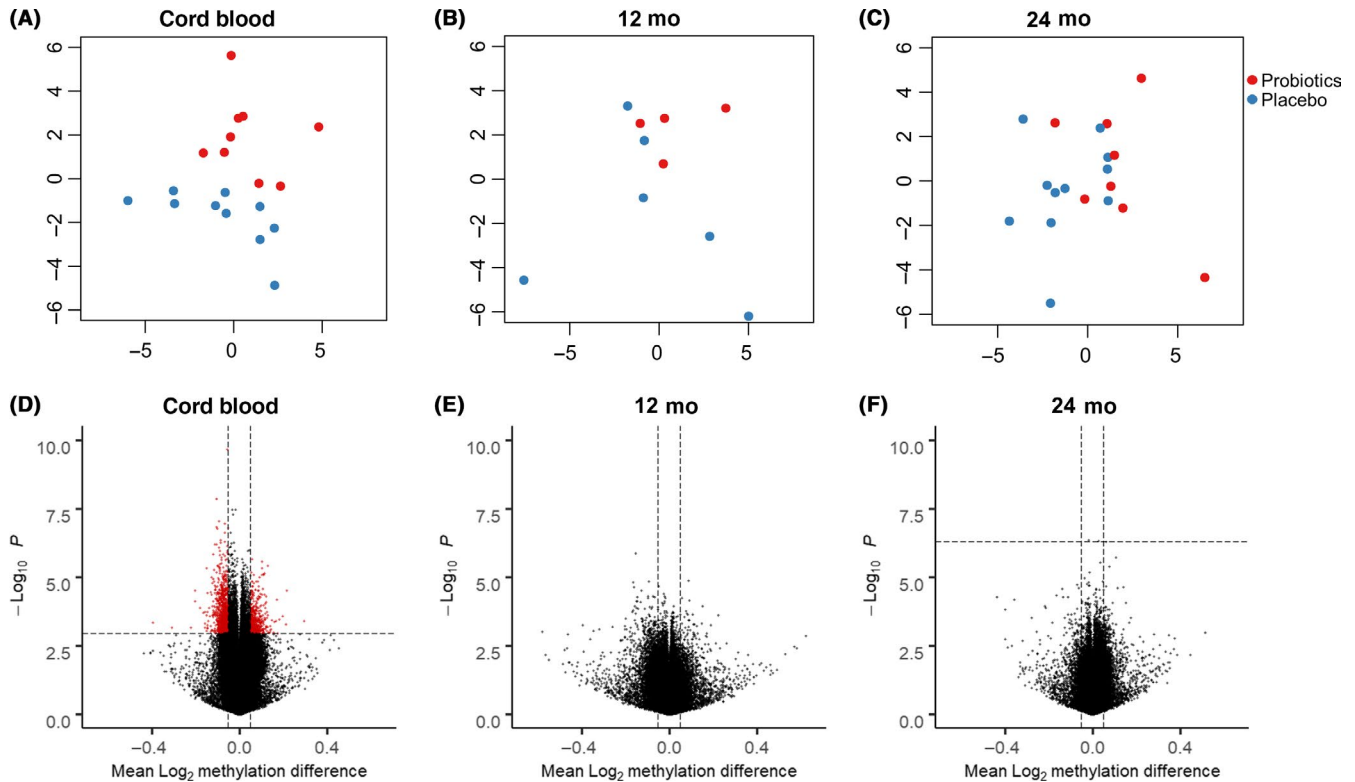 (A) Cord blood
6
4
2
0
−2
−4
−6
−5 0 5
(B) 12 mo
6
4
2
0
−2
−4
−6
−5 0 5
(C) 24 mo
6
4
2
0
−2
−4
−6
−5 0 5
Probiotics
Placebo
(D) Cord blood
10.0
7.5
5.0
2.5
0.0
−Log10 P
−0.4 0.0 0.4
Mean Log2 methylation difference
(E) 12 mo
10.0
7.5
5.0
2.5
0.0
−Log10 P
−0.4 0.0 0.4
Mean Log2 methylation difference
(F) 24 mo
10.0
7.5
5.0
2.5
0.0
−Log10 P
−0.4 0.0 0.4
Mean Log2 methylation difference